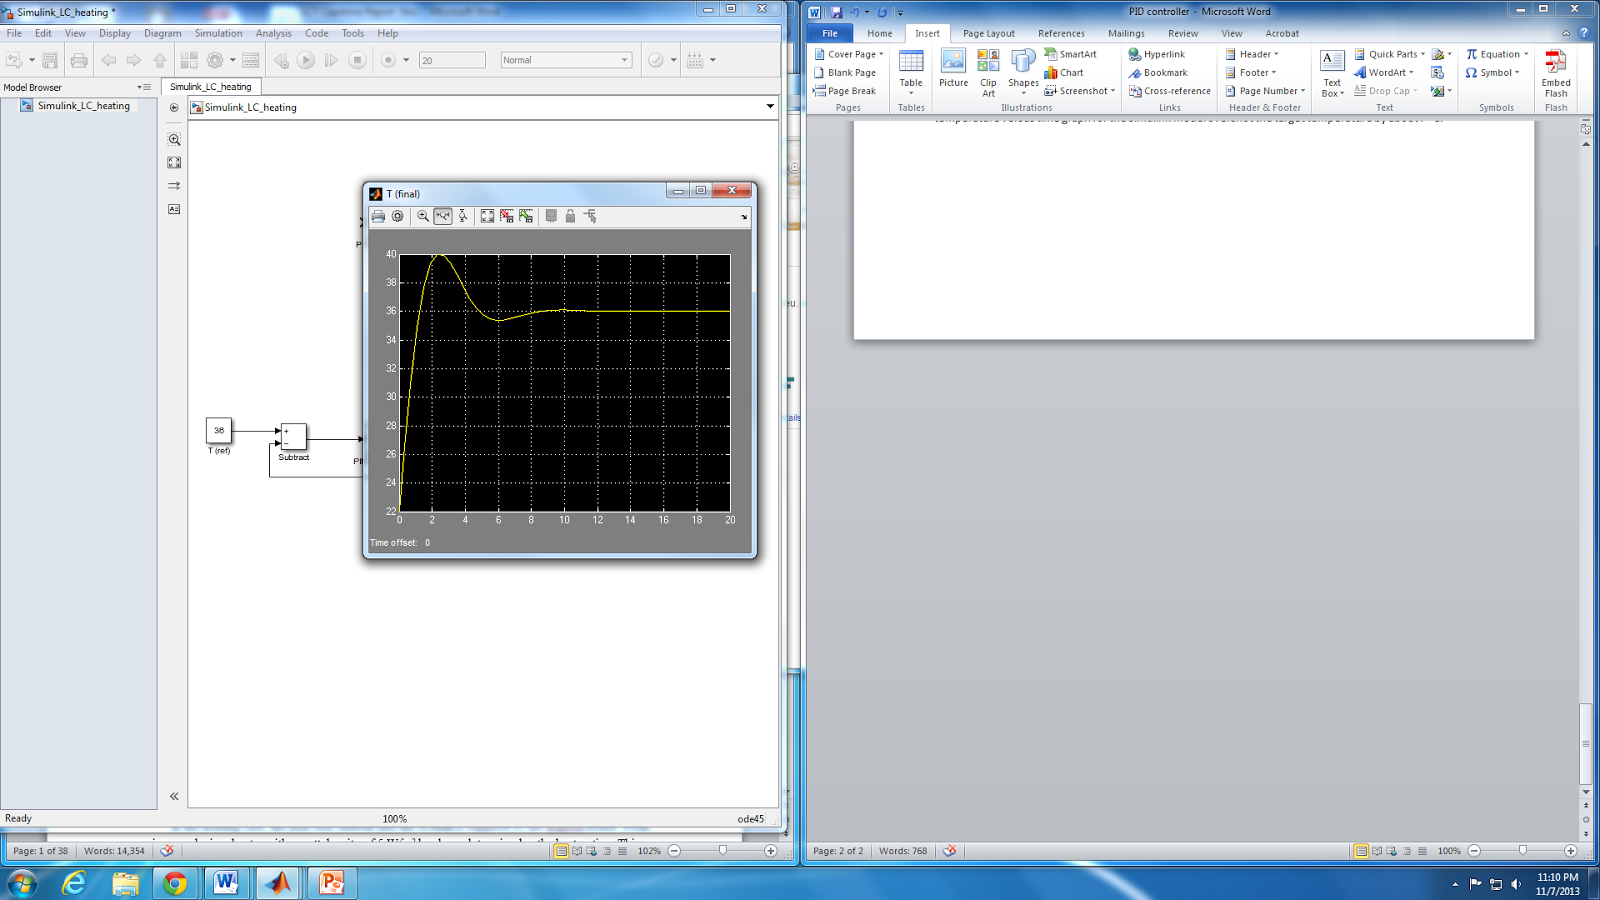 Simulink_LC_heating *
File Edit View Display Diagram Simulation Analysis Code Tools Help
20 Normal
Model Browser
Simulink_LC_heating
Simulink_LC_heating
Simulink_LC_heating
T (final)
40
38
36
34
32
30
28
26
24
22
0 2 4 6 8 10 12 14 16 18 20
Time offset: 0
36
T (ref)
+
−
Subtract
Ready 100% ode45
Page: 1 of 38 Words: 14,354 102%
PID controller - Microsoft Word
File Home Insert Page Layout References Mailings Review View Acrobat
Cover Page
Blank Page
Page Break
Pages
Table
Tables
Picture
Clip Art
Shapes
SmartArt
Chart
Screenshot
Illustrations
Hyperlink
Bookmark
Cross-reference
Links
Header
Footer
Page Number
Header & Footer
Text Box
Quick Parts
WordArt
Drop Cap
Text
Equation
Symbol
Symbols
Embed Flash
Flash
Page: 2 of 2 Words: 768 100%
11:10 PM
11/7/2013